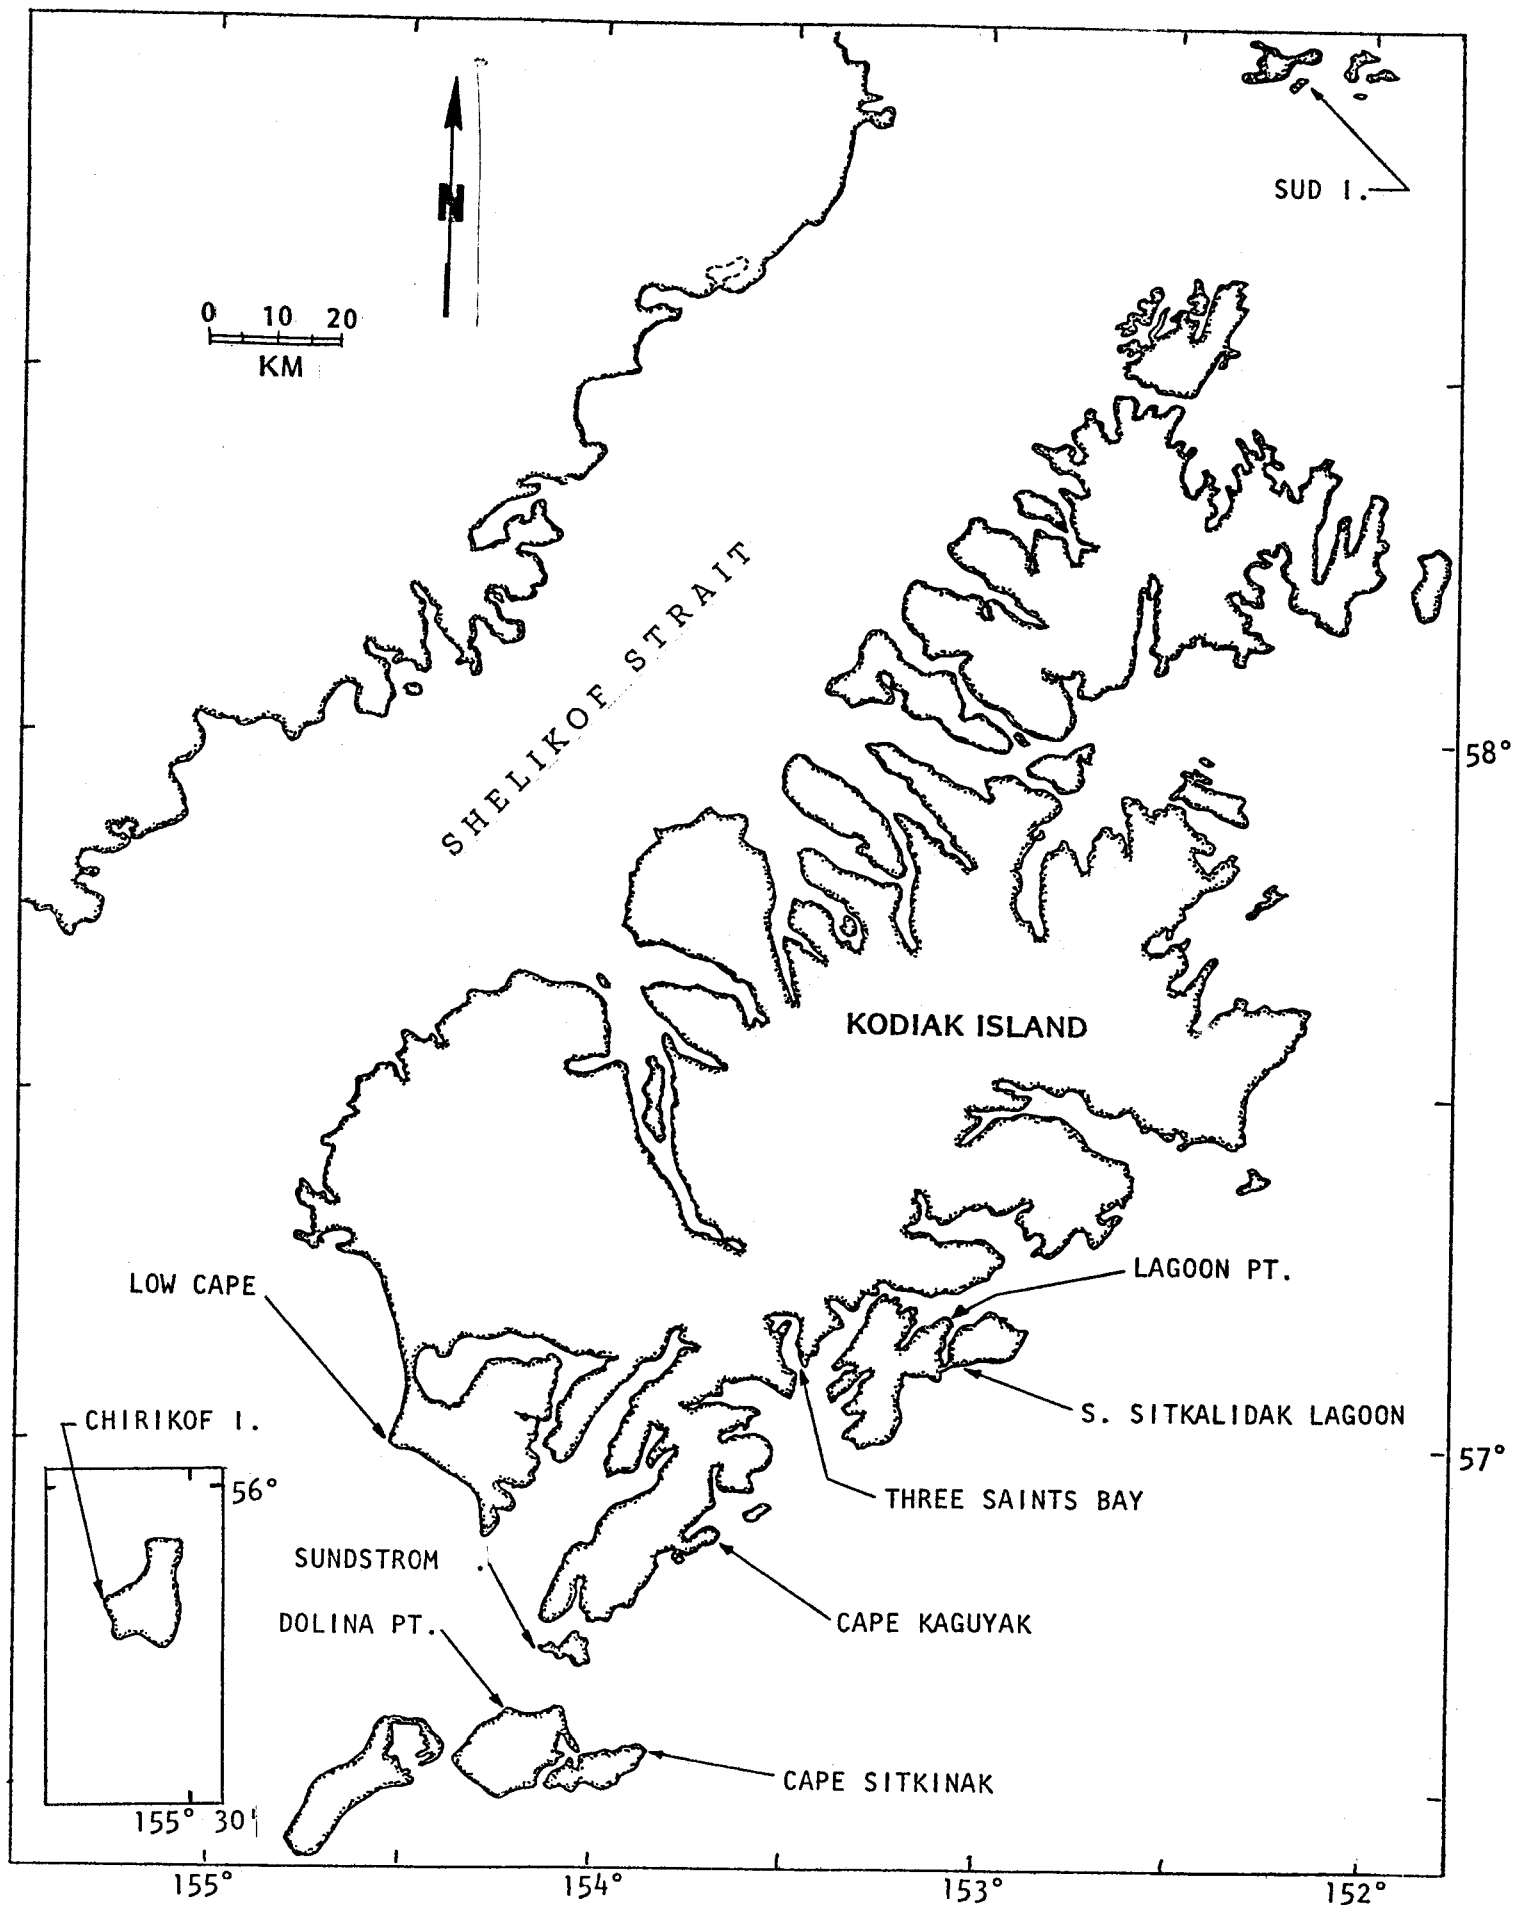 SUD I.
N
0 10 20
KM
SHELIKOF STRAIT
58°
KODIAK ISLAND
LAGOON PT.
LOW CAPE
S. SITKALIDAK LAGOON
CHIRIKOF I.
57°
56°
THREE SAINTS BAY
SUNDSTROM
DOLINA PT.
CAPE KAGUYAK
CAPE SITKINAK
155° 30'
155° 154° 153° 152°